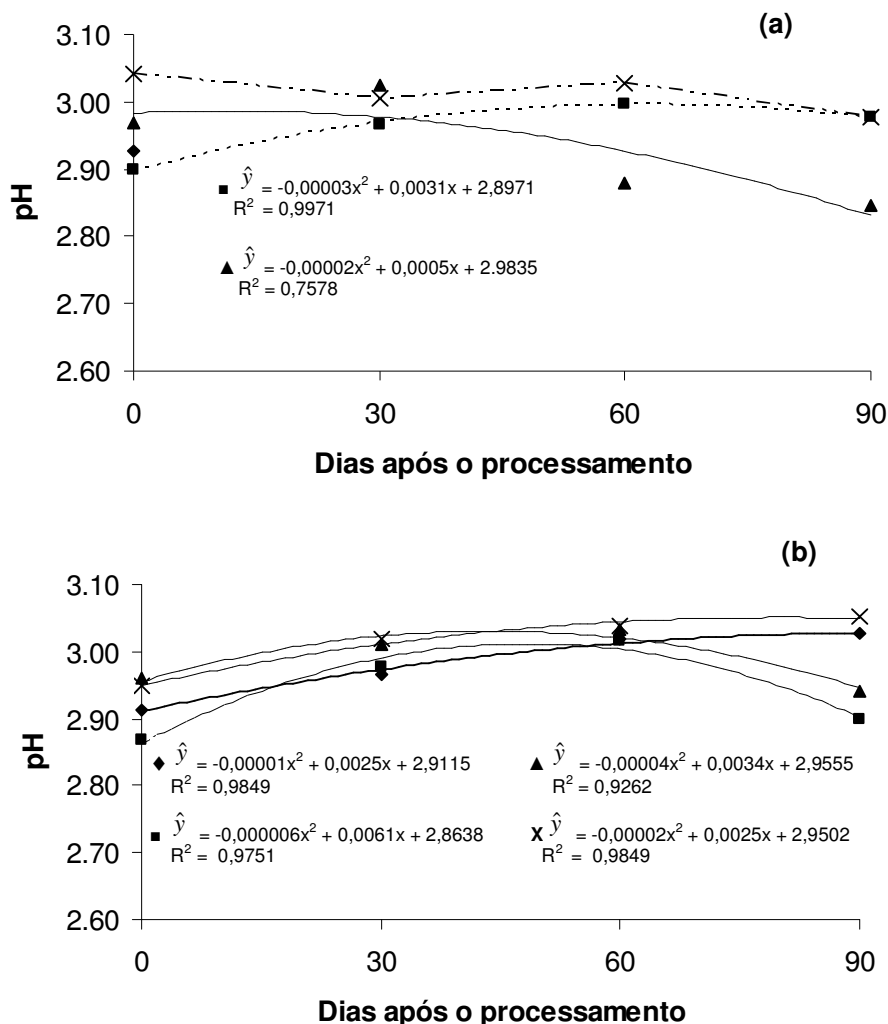 (a)
3.10
3.00
2.90
2.80
2.70
2.60
pH
ŷ = -0,00003x² + 0,0031x + 2,8971
R² = 0,9971
ŷ = -0,00002x² + 0,0005x + 2.9835
R² = 0,7578
0 30 60 90
Dias após o processamento
(b)
3.10
3.00
2.90
2.80
2.70
2.60
pH
ŷ = -0,00001x² + 0,0025x + 2,9115
R² = 0,9849
ŷ = -0,00004x² + 0,0034x + 2,9555
R² = 0,9262
ŷ = -0,000006x² + 0,0061x + 2,8638
R² = 0,9751
X ŷ = -0,00002x² + 0,0025x + 2,9502
R² = 0,9849
0 30 60 90
Dias após o processamento